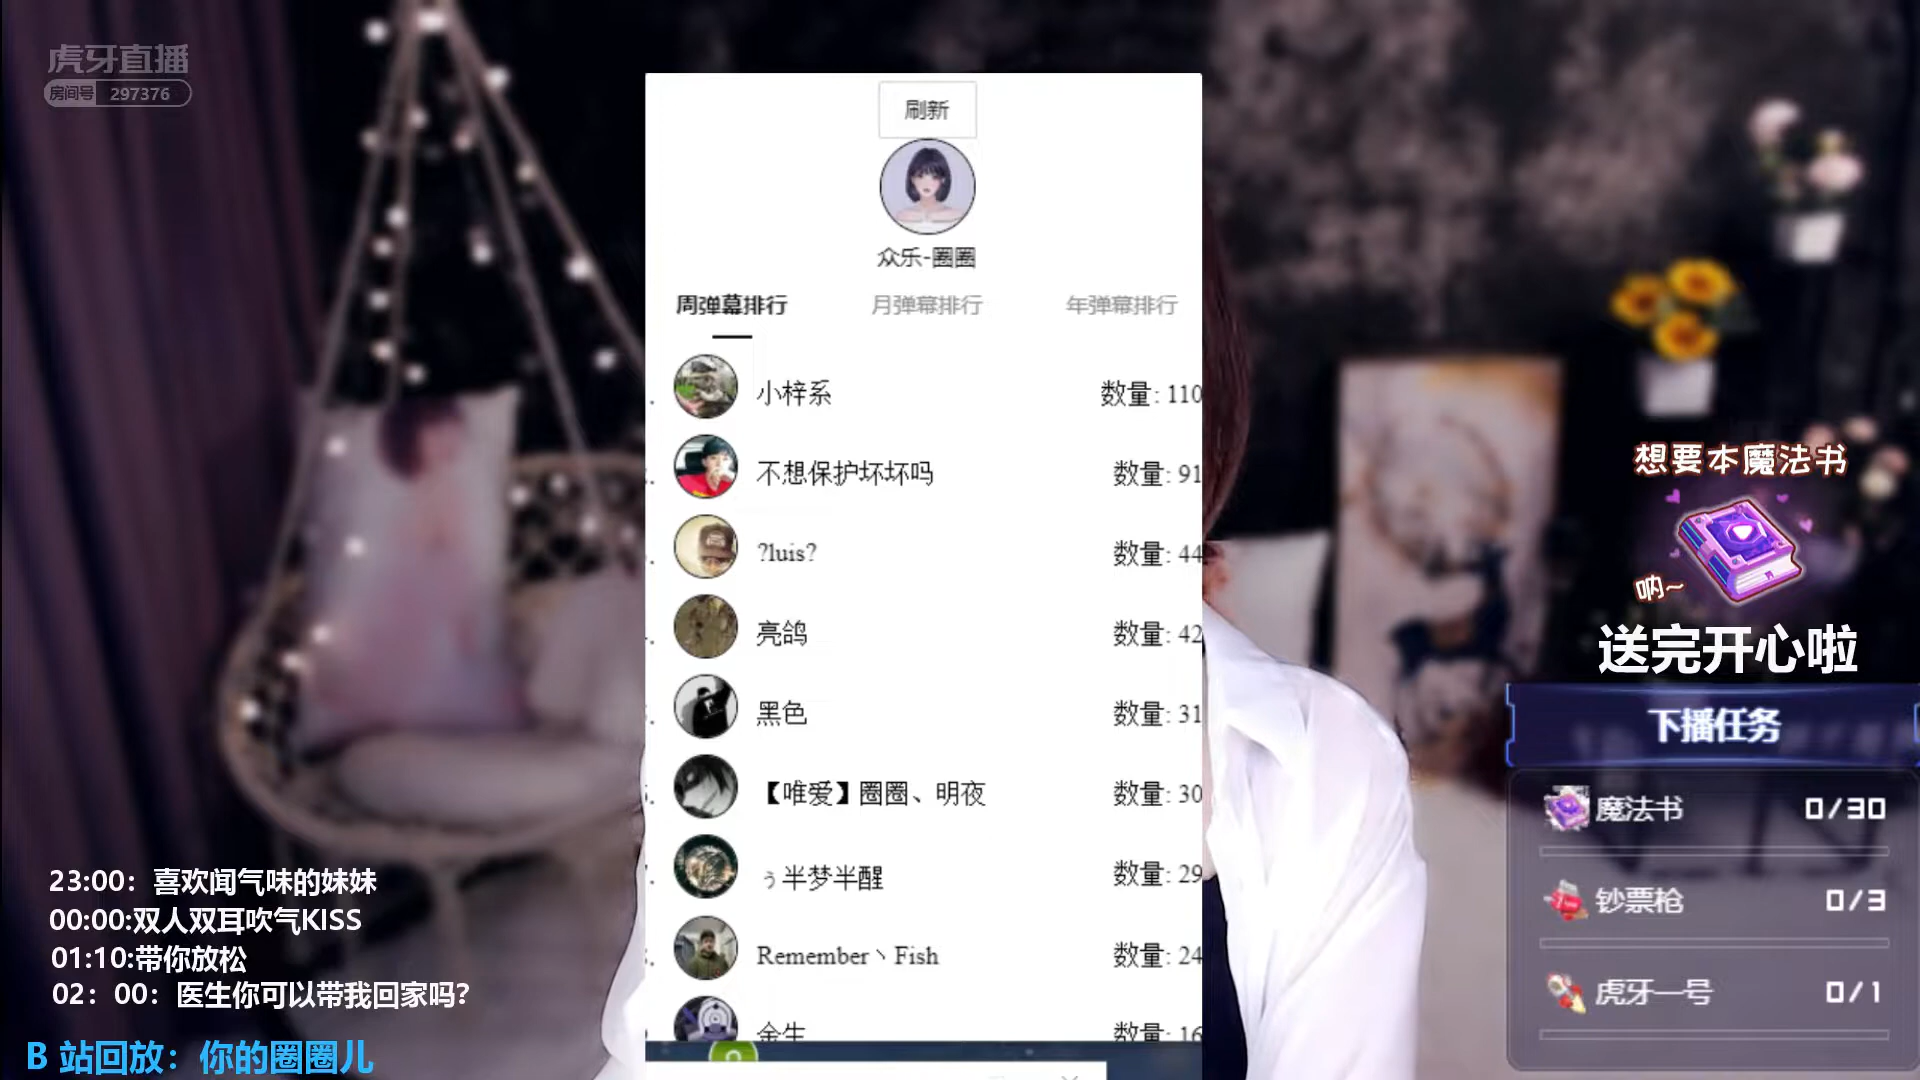 虎牙直播
房间号 297376
刷新
众乐-圈圈
周弹幕排行 月弹幕排行 年弹幕排行
小梓系 数量: 110
不想保护坏坏吗 数量: 91
?luis? 数量: 44
亮鸽 数量: 42
黑色 数量: 31
【唯爱】圈圈、明夜 数量: 30
ぅ半梦半醒 数量: 29
Remember丶Fish 数量: 24
金生 数量: 16
想要本魔法书
呐~
送完开心啦
下播任务
魔法书 0/30
钞票枪 0/3
虎牙一号 0/1
23:00：喜欢闻气味的妹妹
00:00:双人双耳吹气KISS
01:10:带你放松
02：00：医生你可以带我回家吗?
B 站回放：你的圈圈儿